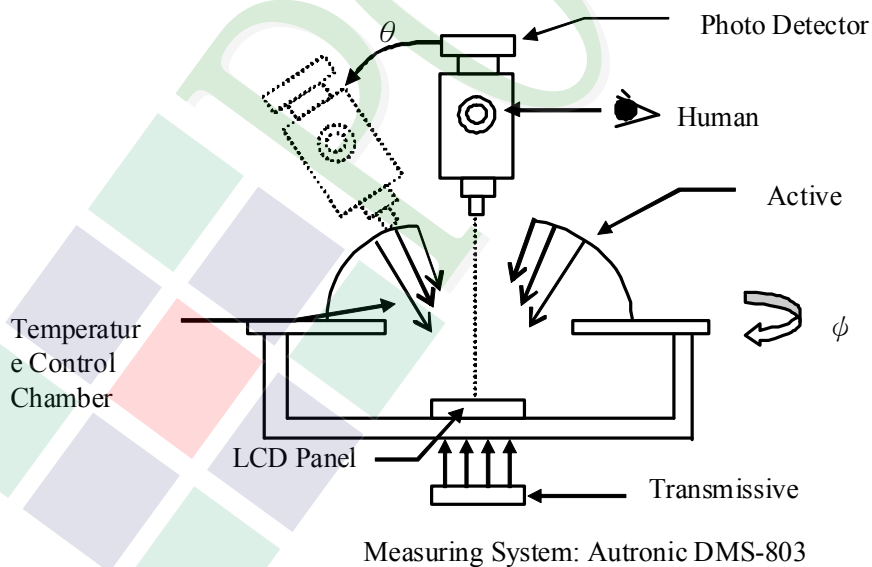 Photo Detector
θ
Human
Active
Temperatur
e Control
Chamber
ϕ
LCD Panel
Transmissive
Measuring System: Autronic DMS-803